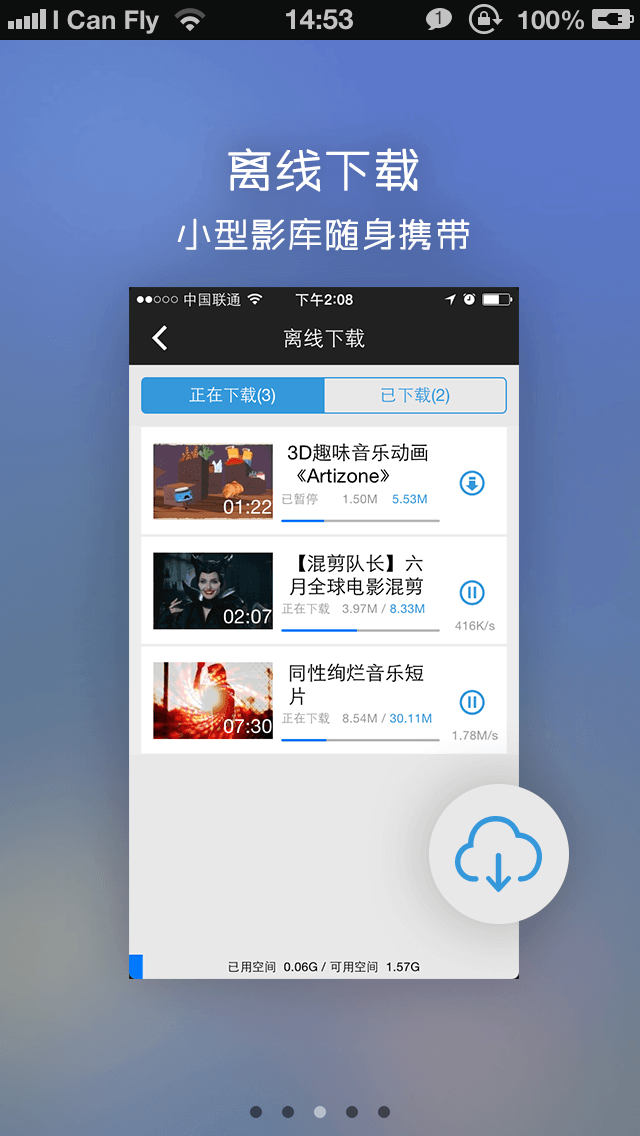 I Can Fly 14:53 1 100%
离线下载
小型影库随身携带
中国联通 下午2:08
离线下载
正在下载(3) 已下载(2)
3D趣味音乐动画
《Artizone》
01:22
已暂停 1.50M 5.53M
【混剪队长】六
月全球电影混剪
02:07
正在下载 3.97M / 8.33M
416K/s
同性绚烂音乐短
片
07:30
正在下载 8.54M / 30.11M
1.78M/s
已用空间 0.06G / 可用空间 1.57G